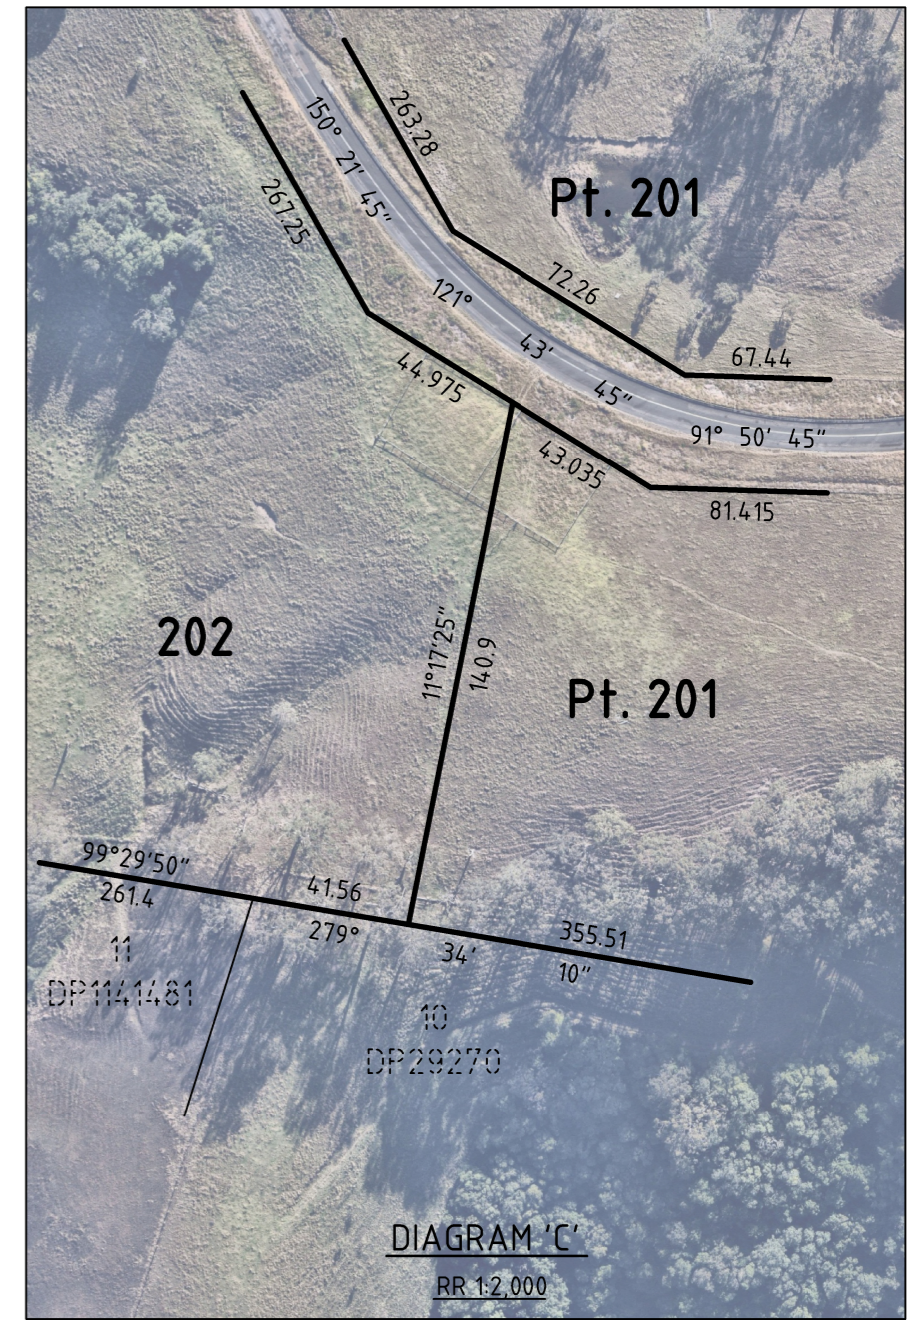 263.28
150° 21' 45"
267.25
Pt. 201
72.26
121° 43' 45"
67.44
44.975
91° 50' 45"
43.035
81.415
202
11°17'25"
140.9
Pt. 201
99°29'50"
261.4
41.56
279° 34' 10"
355.51
11
DP1141481
10
DP29270
DIAGRAM 'C'
RR 1:2,000